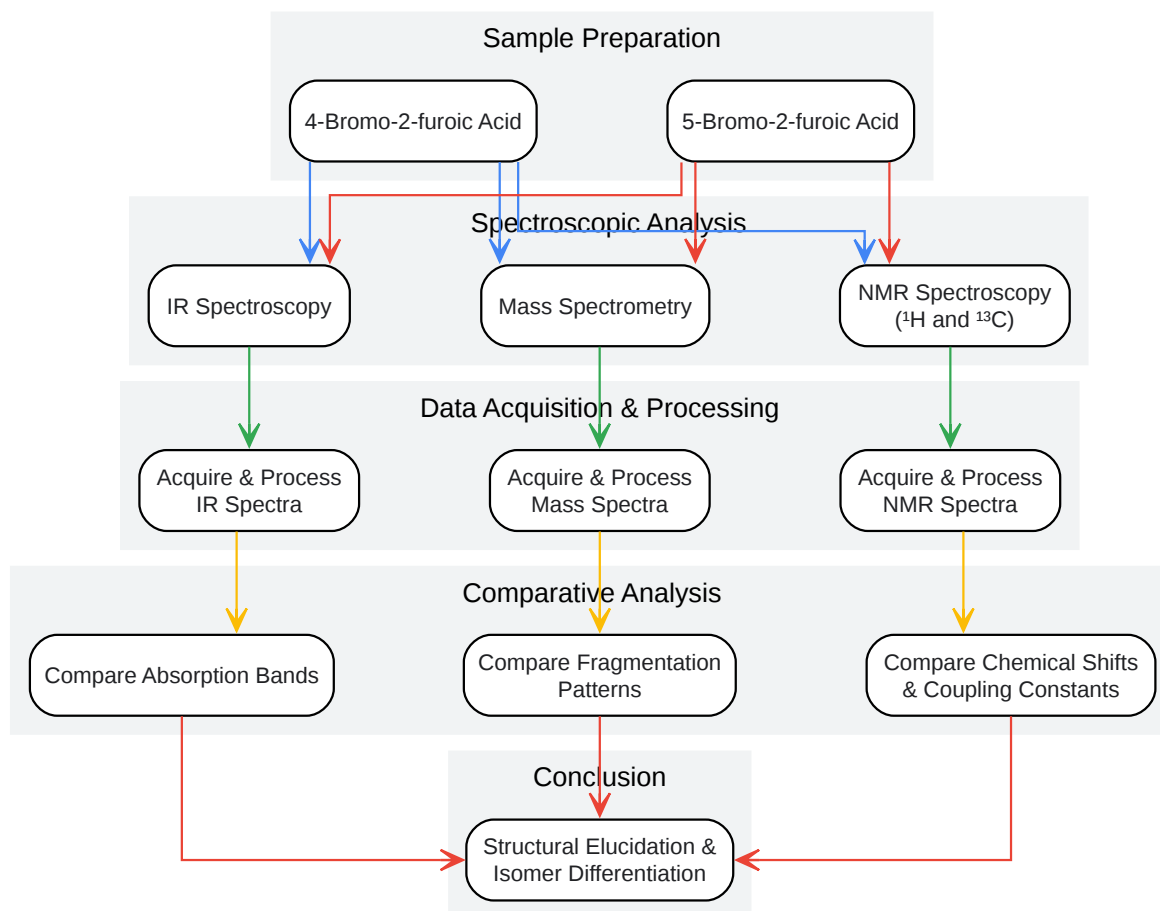 Sample Preparation
4-Bromo-2-furoic Acid
5-Bromo-2-furoic Acid
Spectroscopic Analysis
IR Spectroscopy
Mass Spectrometry
NMR Spectroscopy
(¹H and ¹³C)
Data Acquisition & Processing
Acquire & Process
IR Spectra
Acquire & Process
Mass Spectra
Acquire & Process
NMR Spectra
Comparative Analysis
Compare Absorption Bands
Compare Fragmentation
Patterns
Compare Chemical Shifts
& Coupling Constants
Conclusion
Structural Elucidation &
Isomer Differentiation